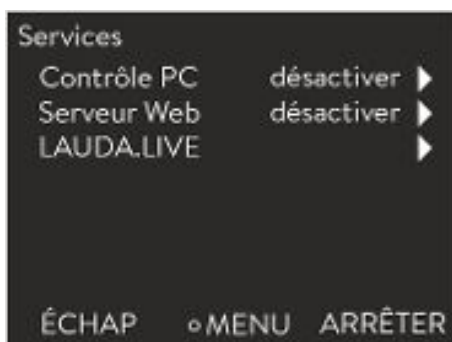 Services
Contrôle PC désactiver ▶
Serveur Web désactiver ▶
LAUDA.LIVE ▶
ÉCHAP ○ MENU ARRÊTER